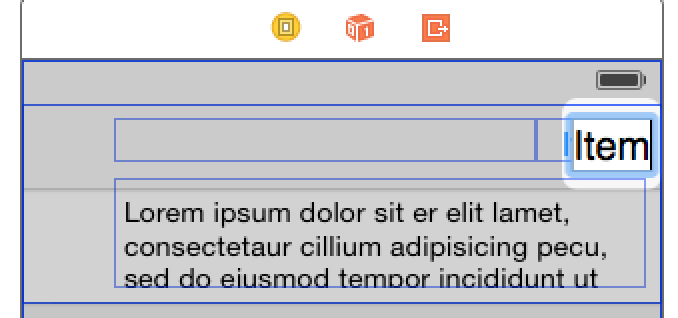 Item
Lorem ipsum dolor sit er elit lamet,
consectetaur cillium adipisicing pecu,
sed do eiusmod tempor incididunt ut